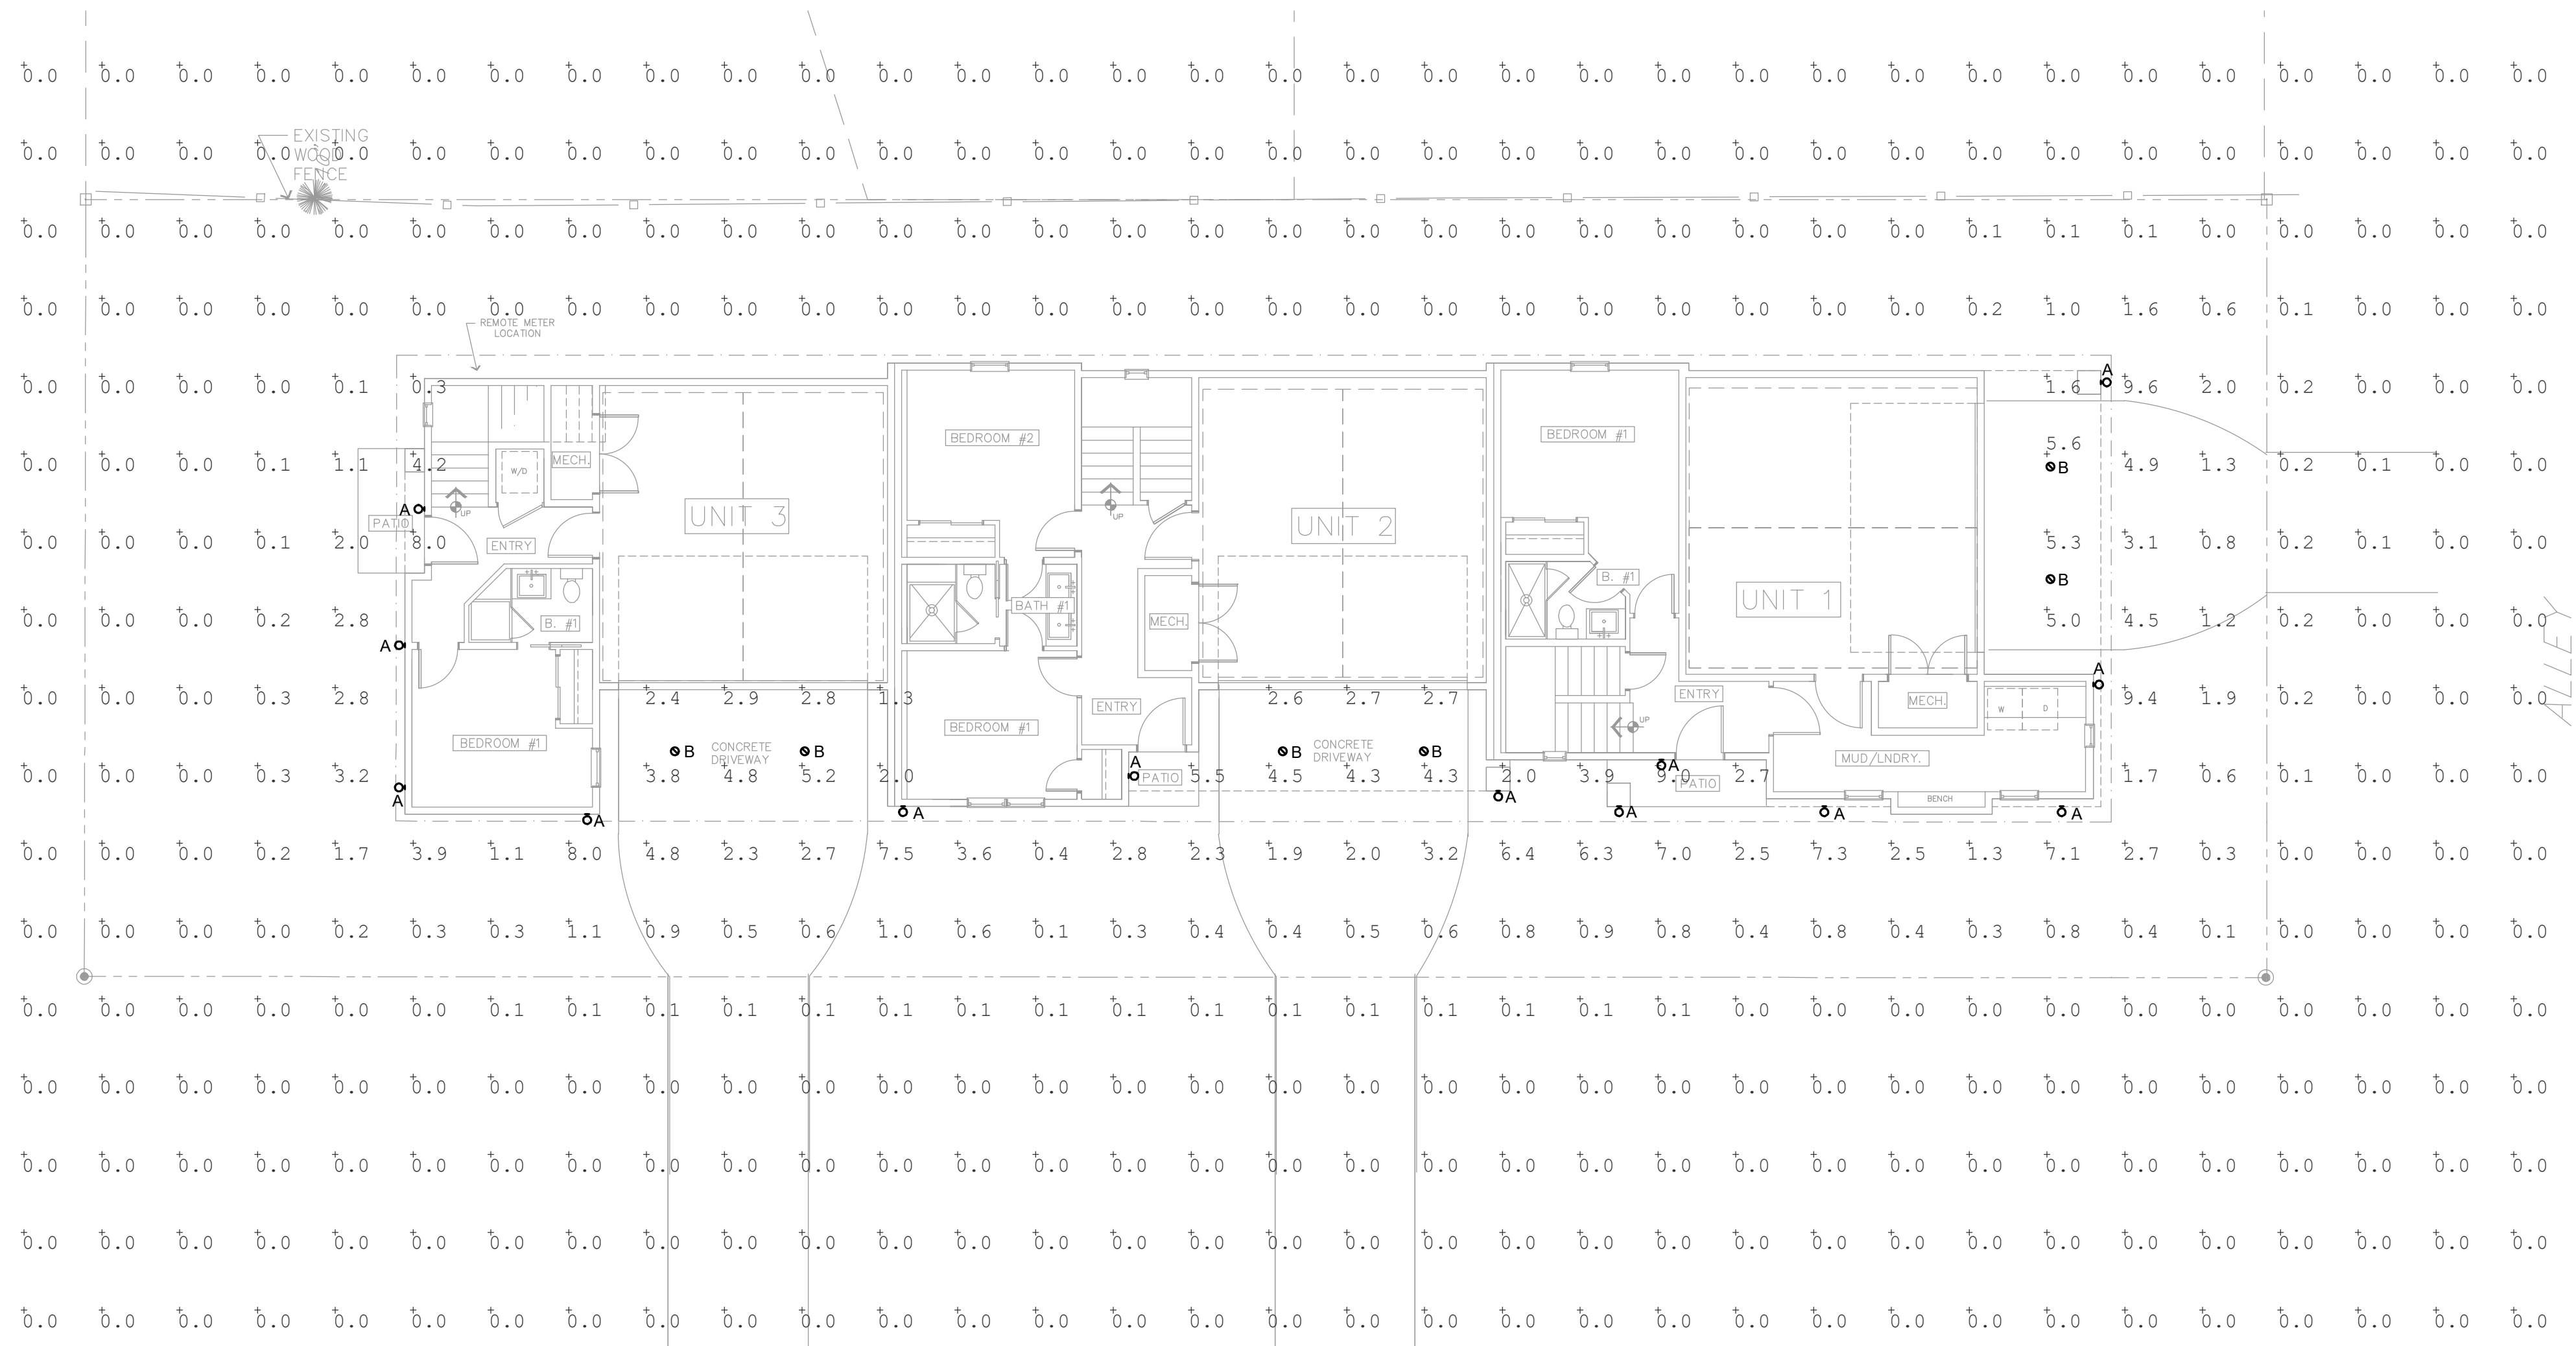 0.0 0.0 0.0 0.0 0.0 0.0 0.0 0.0 0.0 0.0 0.0 0.0 0.0 0.0 0.0 0.0 0.0 0.0 0.0 0.0 0.0 0.0 0.0 0.0 0.0 0.0 0.0 0.0 0.0 0.0 0.0 0.0 0.0
EXISTING
WOOD
FENCE
0.0 0.0 0.0 0.0 0.0 0.0 0.0 0.0 0.0 0.0 0.0 0.0 0.0 0.0 0.0 0.0 0.0 0.0 0.0 0.0 0.0 0.0 0.0 0.0 0.0 0.0 0.0 0.0 0.0 0.0 0.0 0.0 0.0
0.0 0.0 0.0 0.0 0.0 0.0 0.0 0.0 0.0 0.0 0.0 0.0 0.0 0.0 0.0 0.0 0.0 0.0 0.0 0.0 0.0 0.0 0.0 0.0 0.0 0.1 0.1 0.1 0.0 0.0 0.0 0.0 0.0
0.0 0.0 0.0 0.0 0.0 0.0 0.0 0.0 0.0 0.0 0.0 0.0 0.0 0.0 0.0 0.0 0.0 0.0 0.0 0.0 0.0 0.0 0.0 0.0 0.0 0.2 1.0 1.6 0.6 0.1 0.0 0.0 0.0
REMOTE METER
LOCATION
A
0.0 0.0 0.0 0.0 0.1 0.3 1.6 9.6 2.0 0.2 0.0 0.0 0.0
BEDROOM #2 BEDROOM #1 5.6
0.0 0.0 0.0 0.1 1.1 4.2 W/D MECH. B 4.9 1.3 0.2 0.1 0.0 0.0
A UP UP
PATIO UNIT 3 UNIT 2
0.0 0.0 0.0 0.1 2.0 8.0 ENTRY 5.3 3.1 0.8 0.2 0.1 0.0 0.0
B. #1 B
BATH #1 UNIT 1
0.0 0.0 0.0 0.2 2.8 B. #1 MECH. 5.0 4.5 1.2 0.2 0.0 0.0 0.0
ALLEY
A A
0.0 0.0 0.0 0.3 2.8 2.4 2.9 2.8 1.3 ENTRY 2.6 2.7 2.7 ENTRY MECH. W D 9.4 1.9 0.2 0.0 0.0 0.0
BEDROOM #1 BEDROOM #1 UP
B CONCRETE
DRIVEWAY B B CONCRETE
DRIVEWAY B MUD/LNDRY.
0.0 0.0 0.0 0.3 3.2 3.8 4.8 5.2 2.0 A PATIO 5.5 4.5 4.3 4.3 2.0 3.9 9.0 A 2.7 1.7 0.6 0.1 0.0 0.0 0.0
PATIO
A A BENCH
A A A A A
0.0 0.0 0.0 0.2 1.7 3.9 1.1 8.0 4.8 2.3 2.7 7.5 3.6 0.4 2.8 2.3 1.9 2.0 3.2 6.4 6.3 7.0 2.5 7.3 2.5 1.3 7.1 2.7 0.3 0.0 0.0 0.0 0.0
0.0 0.0 0.0 0.0 0.2 0.3 0.3 1.1 0.9 0.5 0.6 1.0 0.6 0.1 0.3 0.4 0.4 0.5 0.6 0.8 0.9 0.8 0.4 0.8 0.4 0.3 0.8 0.4 0.1 0.0 0.0 0.0 0.0
0.0 0.0 0.0 0.0 0.0 0.0 0.1 0.1 0.1 0.1 0.1 0.1 0.1 0.1 0.1 0.1 0.1 0.1 0.1 0.1 0.1 0.1 0.0 0.0 0.0 0.0 0.0 0.0 0.0 0.0 0.0 0.0 0.0
0.0 0.0 0.0 0.0 0.0 0.0 0.0 0.0 0.0 0.0 0.0 0.0 0.0 0.0 0.0 0.0 0.0 0.0 0.0 0.0 0.0 0.0 0.0 0.0 0.0 0.0 0.0 0.0 0.0 0.0 0.0 0.0 0.0
0.0 0.0 0.0 0.0 0.0 0.0 0.0 0.0 0.0 0.0 0.0 0.0 0.0 0.0 0.0 0.0 0.0 0.0 0.0 0.0 0.0 0.0 0.0 0.0 0.0 0.0 0.0 0.0 0.0 0.0 0.0 0.0 0.0
0.0 0.0 0.0 0.0 0.0 0.0 0.0 0.0 0.0 0.0 0.0 0.0 0.0 0.0 0.0 0.0 0.0 0.0 0.0 0.0 0.0 0.0 0.0 0.0 0.0 0.0 0.0 0.0 0.0 0.0 0.0 0.0 0.0
0.0 0.0 0.0 0.0 0.0 0.0 0.0 0.0 0.0 0.0 0.0 0.0 0.0 0.0 0.0 0.0 0.0 0.0 0.0 0.0 0.0 0.0 0.0 0.0 0.0 0.0 0.0 0.0 0.0 0.0 0.0 0.0 0.0